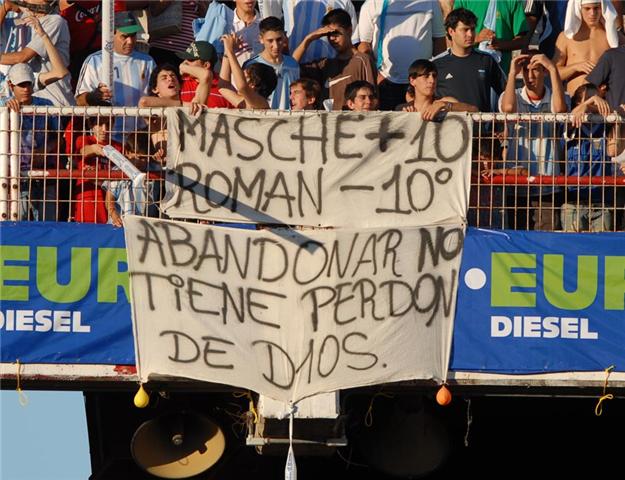 MASCHE +10
ROMAN -10°
ABANDONAR NO
TIENE PERDON
DE DIOS.
EUR
DIESEL
EUR
DIESEL